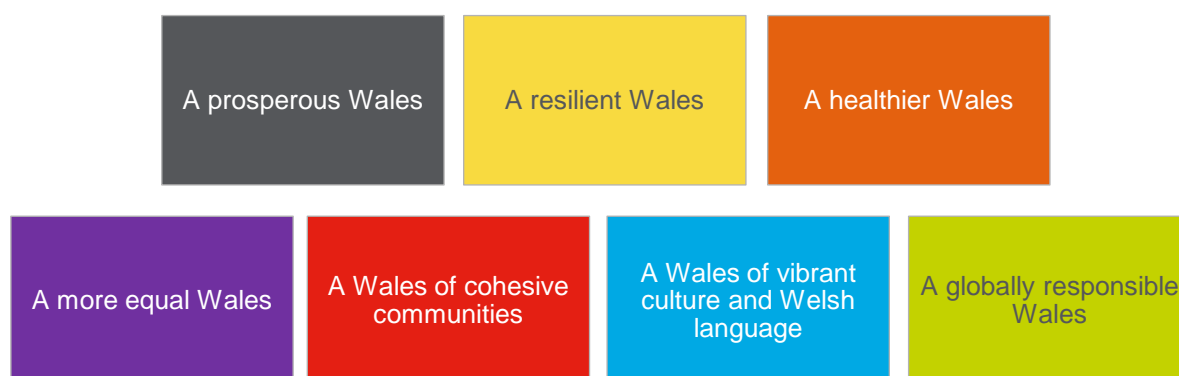 A prosperous Wales
A resilient Wales
A healthier Wales
A more equal Wales
A Wales of cohesive
communities
A Wales of vibrant
culture and Welsh
language
A globally responsible
Wales